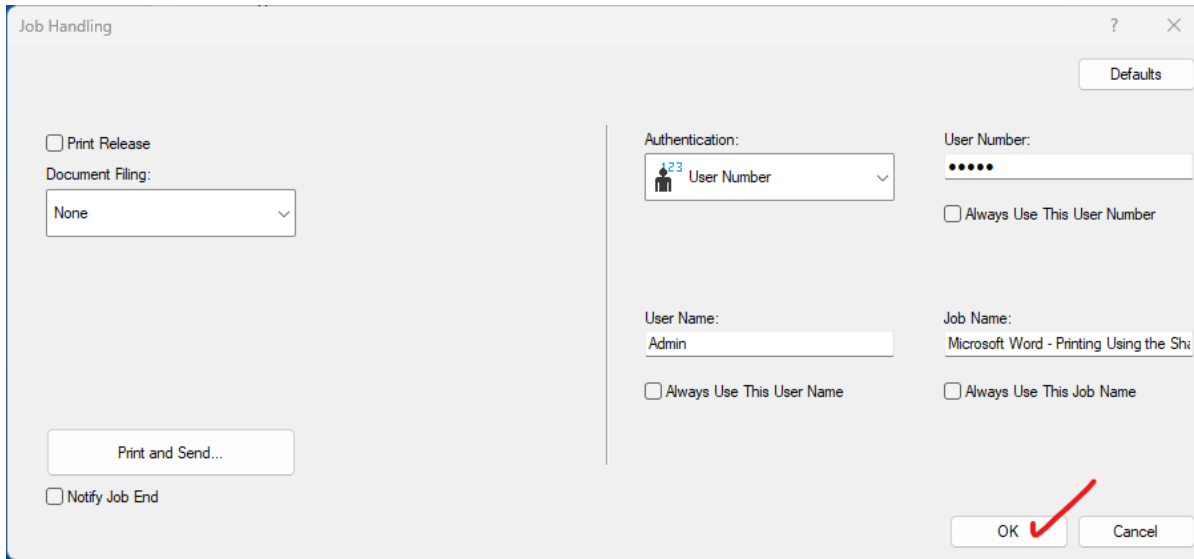 Job Handling
Defaults
Print Release
Document Filing:
None
Print and Send...
Notify Job End
Authentication:
123 User Number
User Number:
•••••
Always Use This User Number
User Name:
Admin
Always Use This User Name
Job Name:
Microsoft Word - Printing Using the Sha
Always Use This Job Name
OK
Cancel